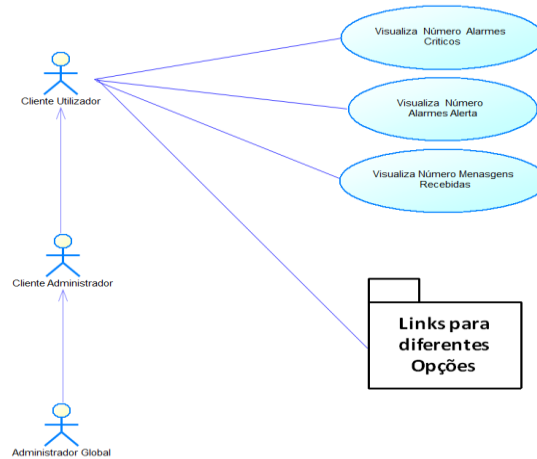 Visualiza Número Alarmes
Criticos
Cliente Utilizador
Visualiza Número
Alarmes Alerta
Visualiza Número Menasgens
Recebidas
Cliente Administrador
Links para
diferentes
Opções
Administrador Global